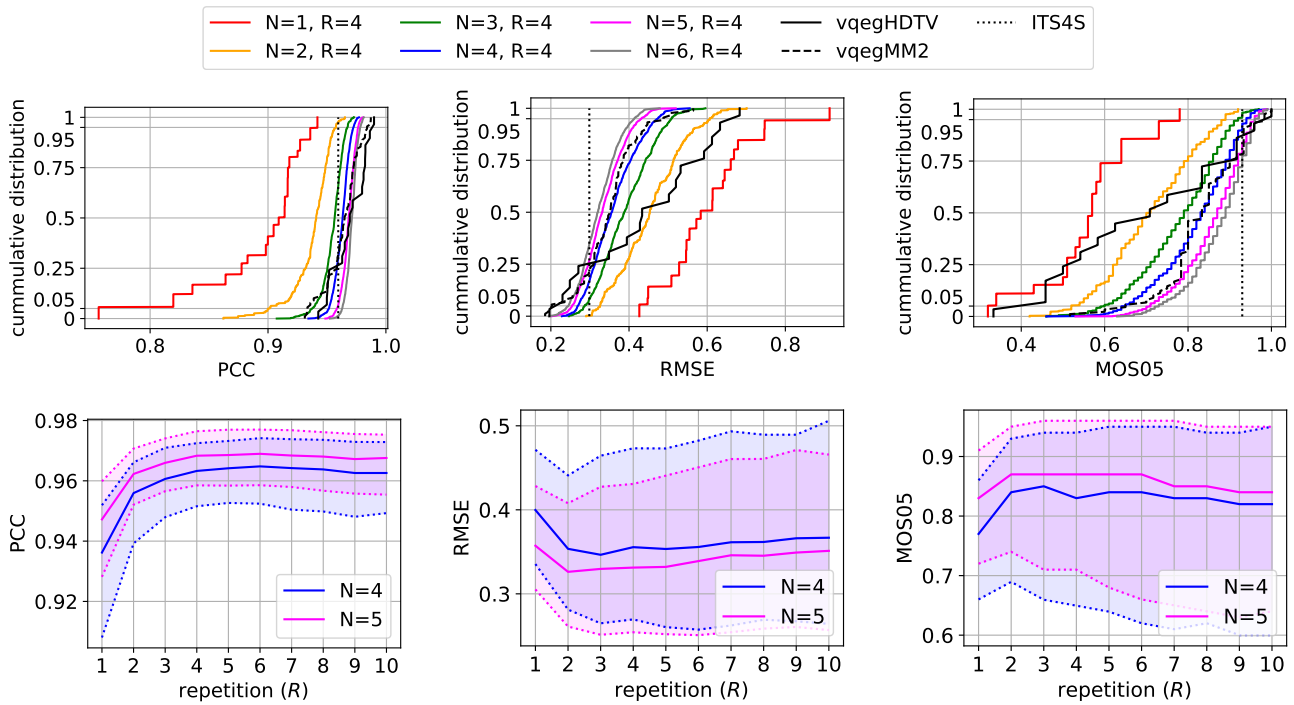 N=1, R=4 N=3, R=4 N=5, R=4 vqegHDTV ITS4S
N=2, R=4 N=4, R=4 N=6, R=4 vqegMM2
cummulative distribution
1
0.95
0.75
0.5
0.25
0.05
0
0.8 0.9 1.0
PCC
cummulative distribution
1
0.95
0.75
0.5
0.25
0.05
0
0.2 0.4 0.6 0.8
RMSE
cummulative distribution
1
0.95
0.75
0.5
0.25
0.05
0
0.4 0.6 0.8 1.0
MOS05
PCC
0.98
0.96
0.94
0.92
N=4
N=5
1 2 3 4 5 6 7 8 9 10
repetition (R)
RMSE
0.5
0.4
0.3
N=4
N=5
1 2 3 4 5 6 7 8 9 10
repetition (R)
MOS05
0.9
0.8
0.7
0.6
N=4
N=5
1 2 3 4 5 6 7 8 9 10
repetition (R)